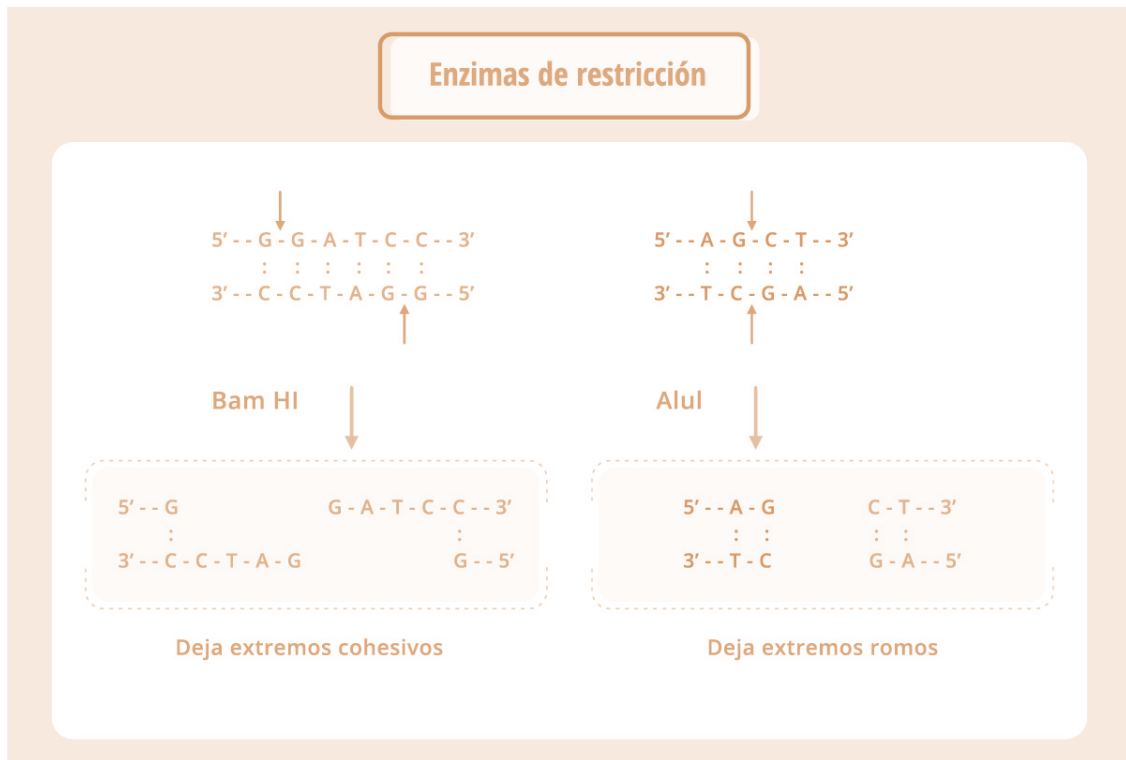 Enzimas de restricción
5’ - - G - G - A - T - C - C - - 3’
: : : : : :
3’ - - C - C - T - A - G - G - - 5’
Bam HI
5’ - - G
:
3’ - - C - C - T - A - G
G - A - T - C - C - - 3’
:
G - - 5’
Deja extremos cohesivos
5’ - - A - G - C - T - - 3’
: : : :
3’ - - T - C - G - A - - 5’
Alul
5’ - - A - G
: :
3’ - - T - C
C - T - - 3’
: :
G - A - - 5’
Deja extremos romos